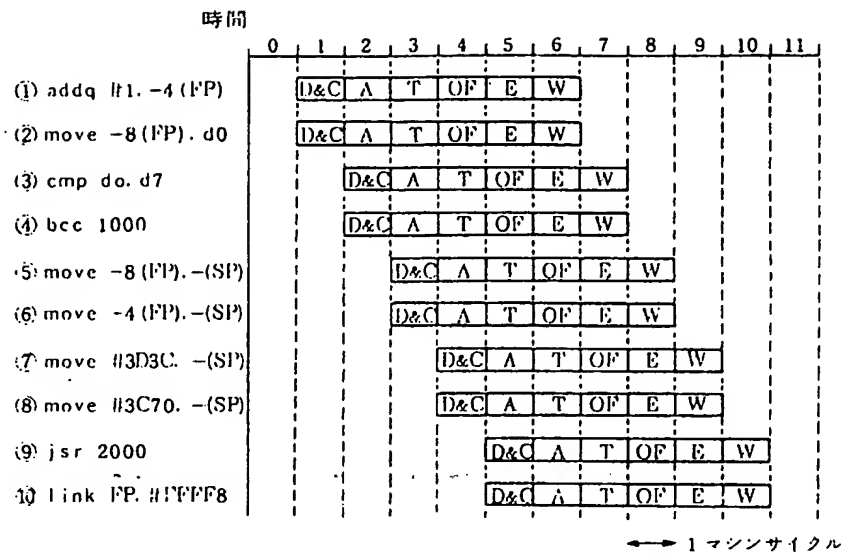 時間
0 1 2 3 4 5 6 7 8 9 10 11
(1) addq #1. -4(FP) D&C A T OF E W
(2) move -8(FP). d0 D&C A T OF E W
(3) cmp do. d7 D&C A T OF E W
(4) bcc 1000 D&C A T OF E W
(5) move -8(FP). -(SP) D&C A T OF E W
(6) move -4(FP). -(SP) D&C A T OF E W
(7) move #3D3C. -(SP) D&C A T OF E W
(8) move #3C70. -(SP) D&C A T OF E W
(9) jsr 2000 D&C A T OF E W
(10) link FP. #FFFF8 D&C A T OF E W
1 マシンサイクル